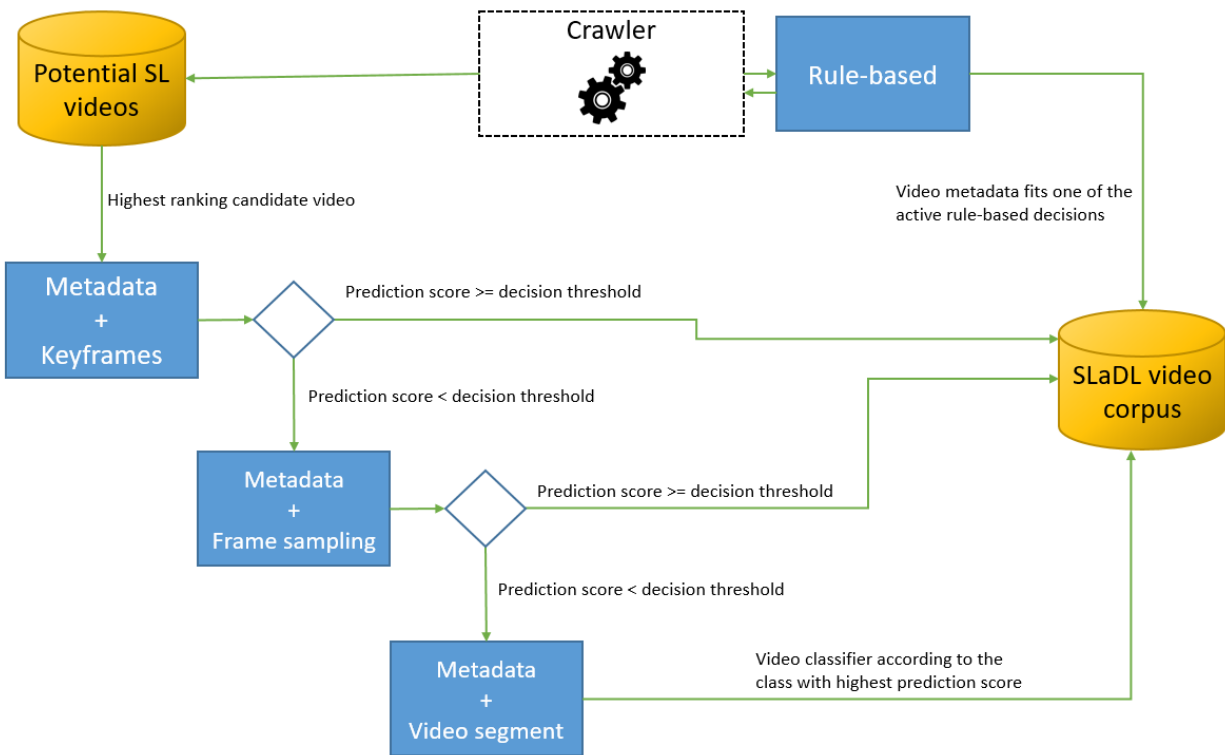 Potential SL
videos
Crawler
Rule-based
Highest ranking candidate video
Video metadata fits one of the
active rule-based decisions
Metadata
+
Keyframes
Prediction score >= decision threshold
SLaDL video
corpus
Prediction score < decision threshold
Metadata
+
Frame sampling
Prediction score >= decision threshold
Prediction score < decision threshold
Metadata
+
Video segment
Video classifier according to the
class with highest prediction score